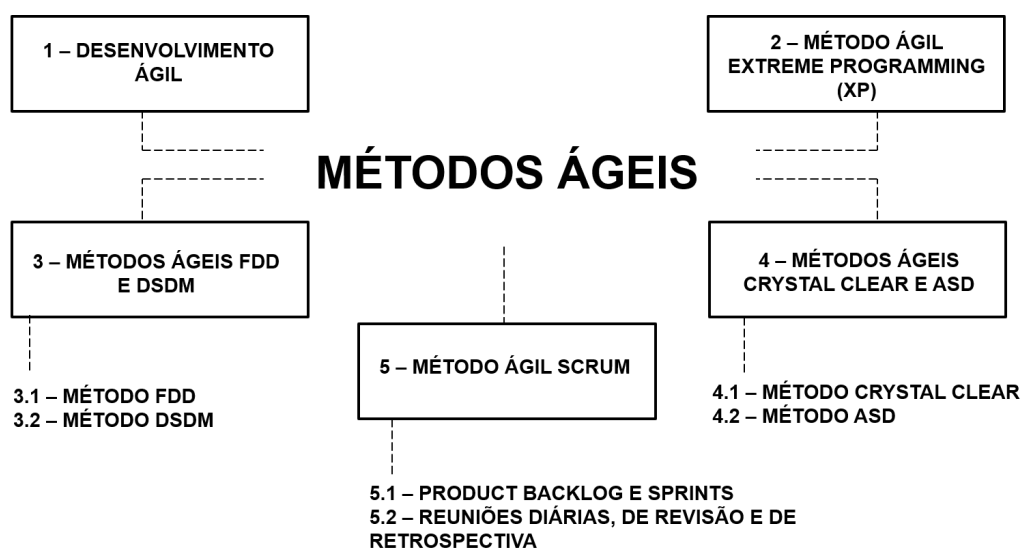 1 – DESENVOLVIMENTO
ÁGIL
2 – MÉTODO ÁGIL
EXTREME PROGRAMMING
(XP)
MÉTODOS ÁGEIS
3 – MÉTODOS ÁGEIS FDD
E DSDM
4 – MÉTODOS ÁGEIS
CRYSTAL CLEAR E ASD
5 – MÉTODO ÁGIL SCRUM
3.1 – MÉTODO FDD
3.2 – MÉTODO DSDM
4.1 – MÉTODO CRYSTAL CLEAR
4.2 – MÉTODO ASD
5.1 – PRODUCT BACKLOG E SPRINTS
5.2 – REUNIÕES DIÁRIAS, DE REVISÃO E DE
RETROSPECTIVA